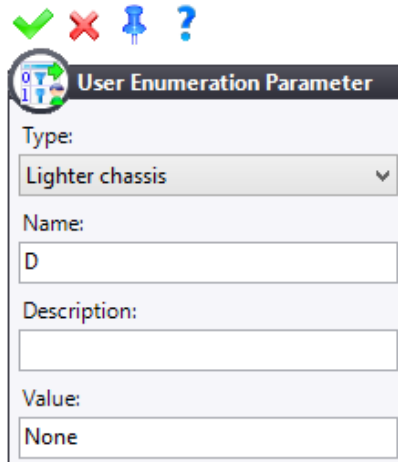 User Enumeration Parameter
Type:
Lighter chassis
Name:
D
Description:
Value:
None